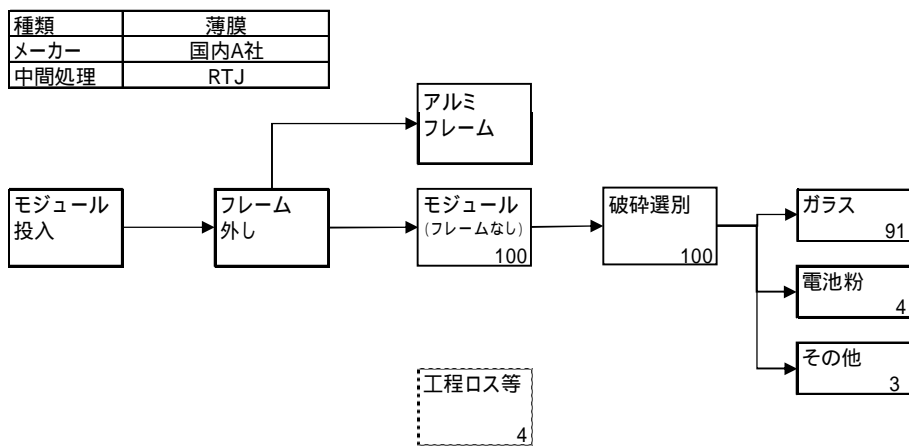 種類 薄膜
メーカー 国内A社
中間処理 RTJ
アルミ
フレーム
モジュール
投入
フレーム
外し
モジュール
(フレームなし)
100
破砕選別
100
ガラス
91
電池粉
4
その他
3
工程ロス等
4